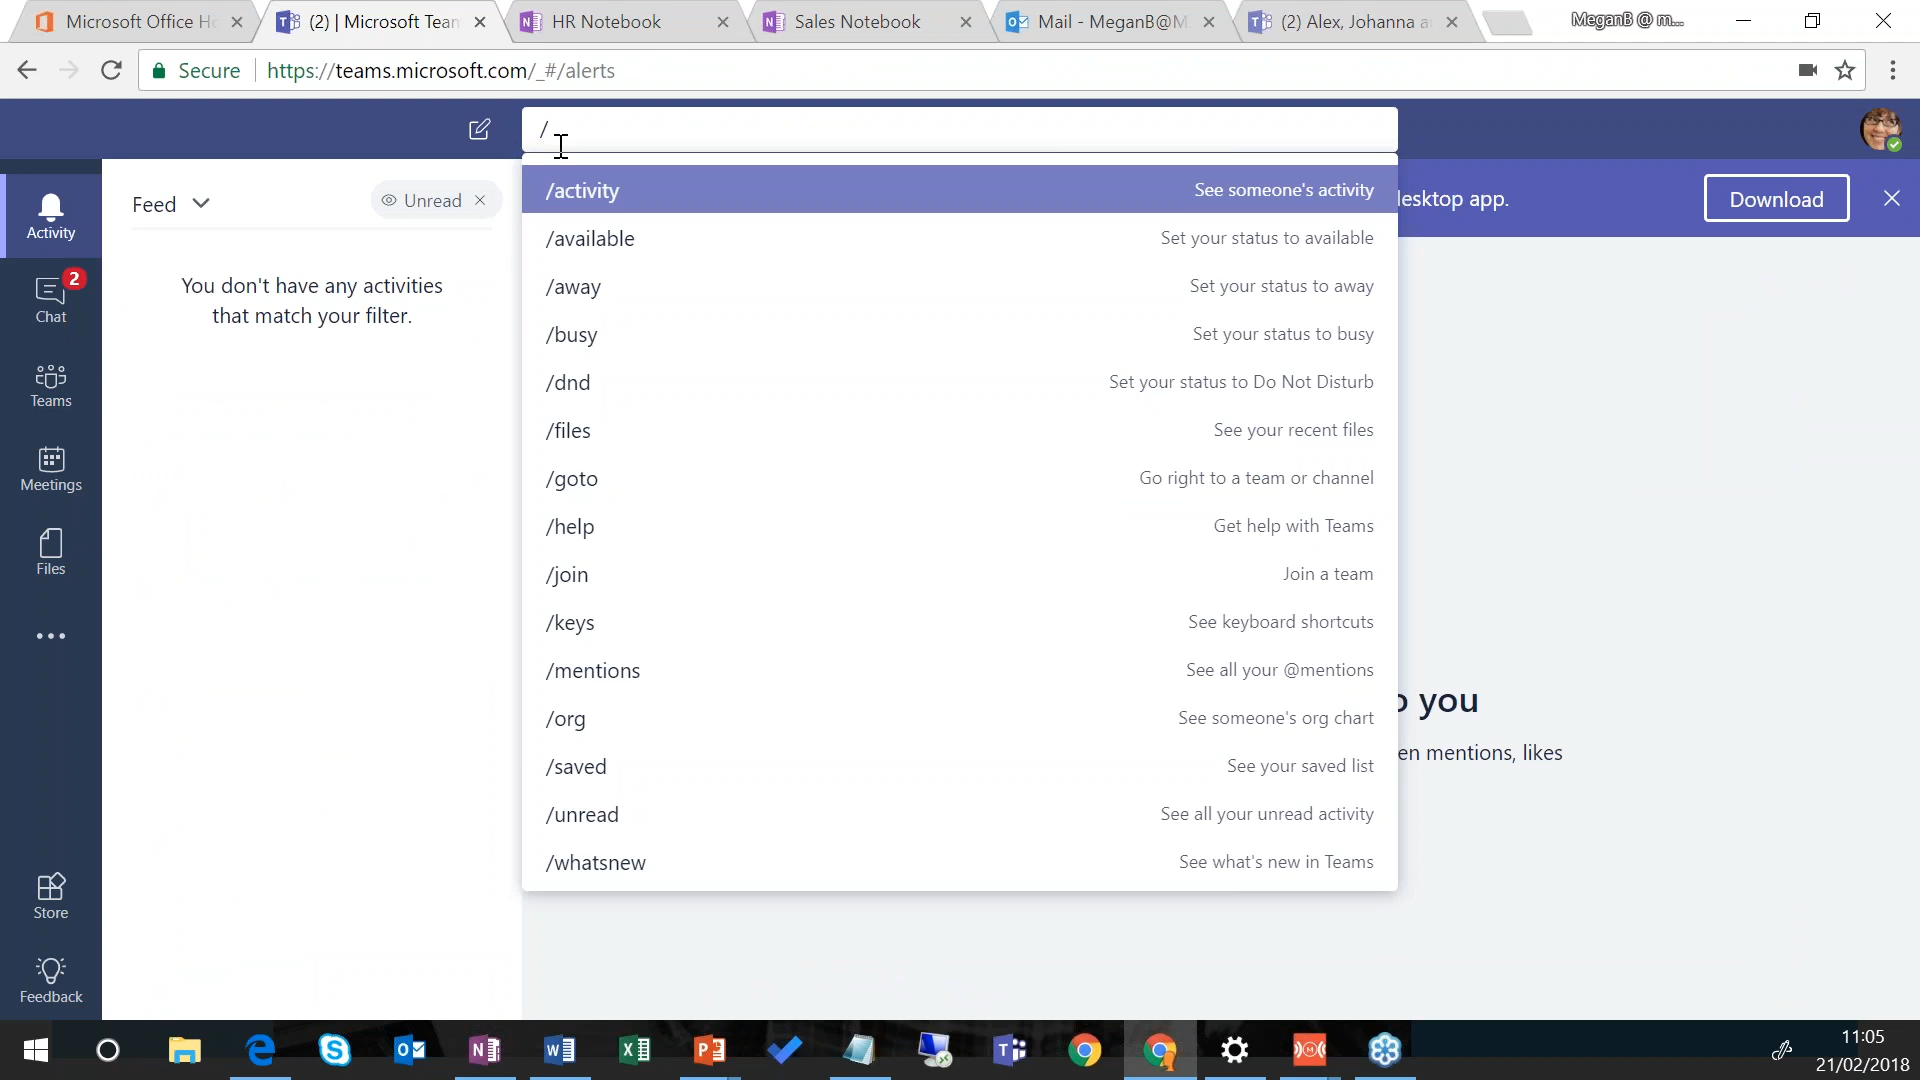 Microsoft Office Ho
(2) | Microsoft Team
HR Notebook
Sales Notebook
Mail - MeganB@M
(2) Alex, Johanna a
MeganB @ m...
Secure
https://teams.microsoft.com/_#/alerts
/
Activity
Chat
2
Teams
Meetings
Files
Store
Feedback
Feed
Unread
You don't have any activities
that match your filter.
/activity See someone's activity
/available Set your status to available
/away Set your status to away
/busy Set your status to busy
/dnd Set your status to Do Not Disturb
/files See your recent files
/goto Go right to a team or channel
/help Get help with Teams
/join Join a team
/keys See keyboard shortcuts
/mentions See all your @mentions
/org See someone's org chart
/saved See your saved list
/unread See all your unread activity
/whatsnew See what's new in Teams
desktop app.
Download
o you
en mentions, likes
11:05
21/02/2018